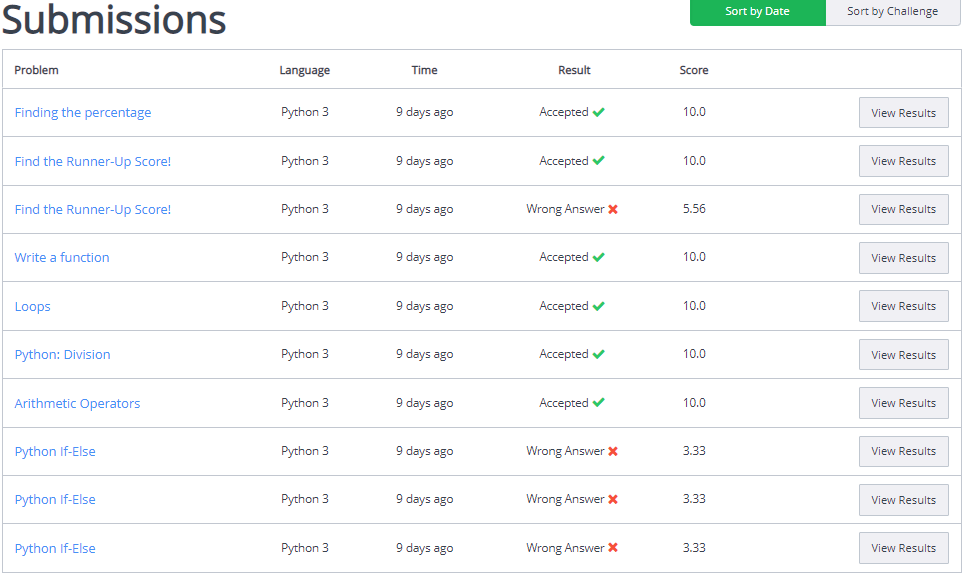 Submissions
Sort by Date Sort by Challenge
Problem Language Time Result Score
Finding the percentage Python 3 9 days ago Accepted 10.0 View Results
Find the Runner-Up Score! Python 3 9 days ago Accepted 10.0 View Results
Find the Runner-Up Score! Python 3 9 days ago Wrong Answer 5.56 View Results
Write a function Python 3 9 days ago Accepted 10.0 View Results
Loops Python 3 9 days ago Accepted 10.0 View Results
Python: Division Python 3 9 days ago Accepted 10.0 View Results
Arithmetic Operators Python 3 9 days ago Accepted 10.0 View Results
Python If-Else Python 3 9 days ago Wrong Answer 3.33 View Results
Python If-Else Python 3 9 days ago Wrong Answer 3.33 View Results
Python If-Else Python 3 9 days ago Wrong Answer 3.33 View Results